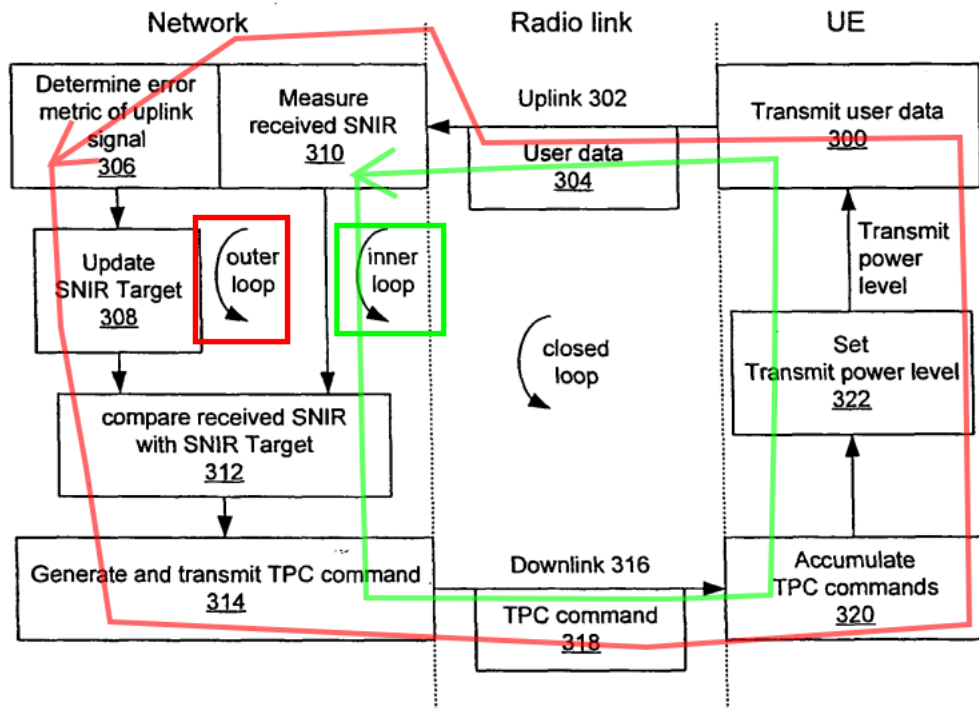 Network
Radio link
UE
Determine error
metric of uplink
signal
306
Measure
received SNIR
310
Uplink 302
User data
304
Transmit user data
300
Update
SNIR Target
308
outer
loop
inner
loop
closed
loop
Transmit
power
level
Set
Transmit power level
322
compare received SNIR
with SNIR Target
312
Generate and transmit TPC command
314
Downlink 316
TPC command
318
Accumulate
TPC commands
320